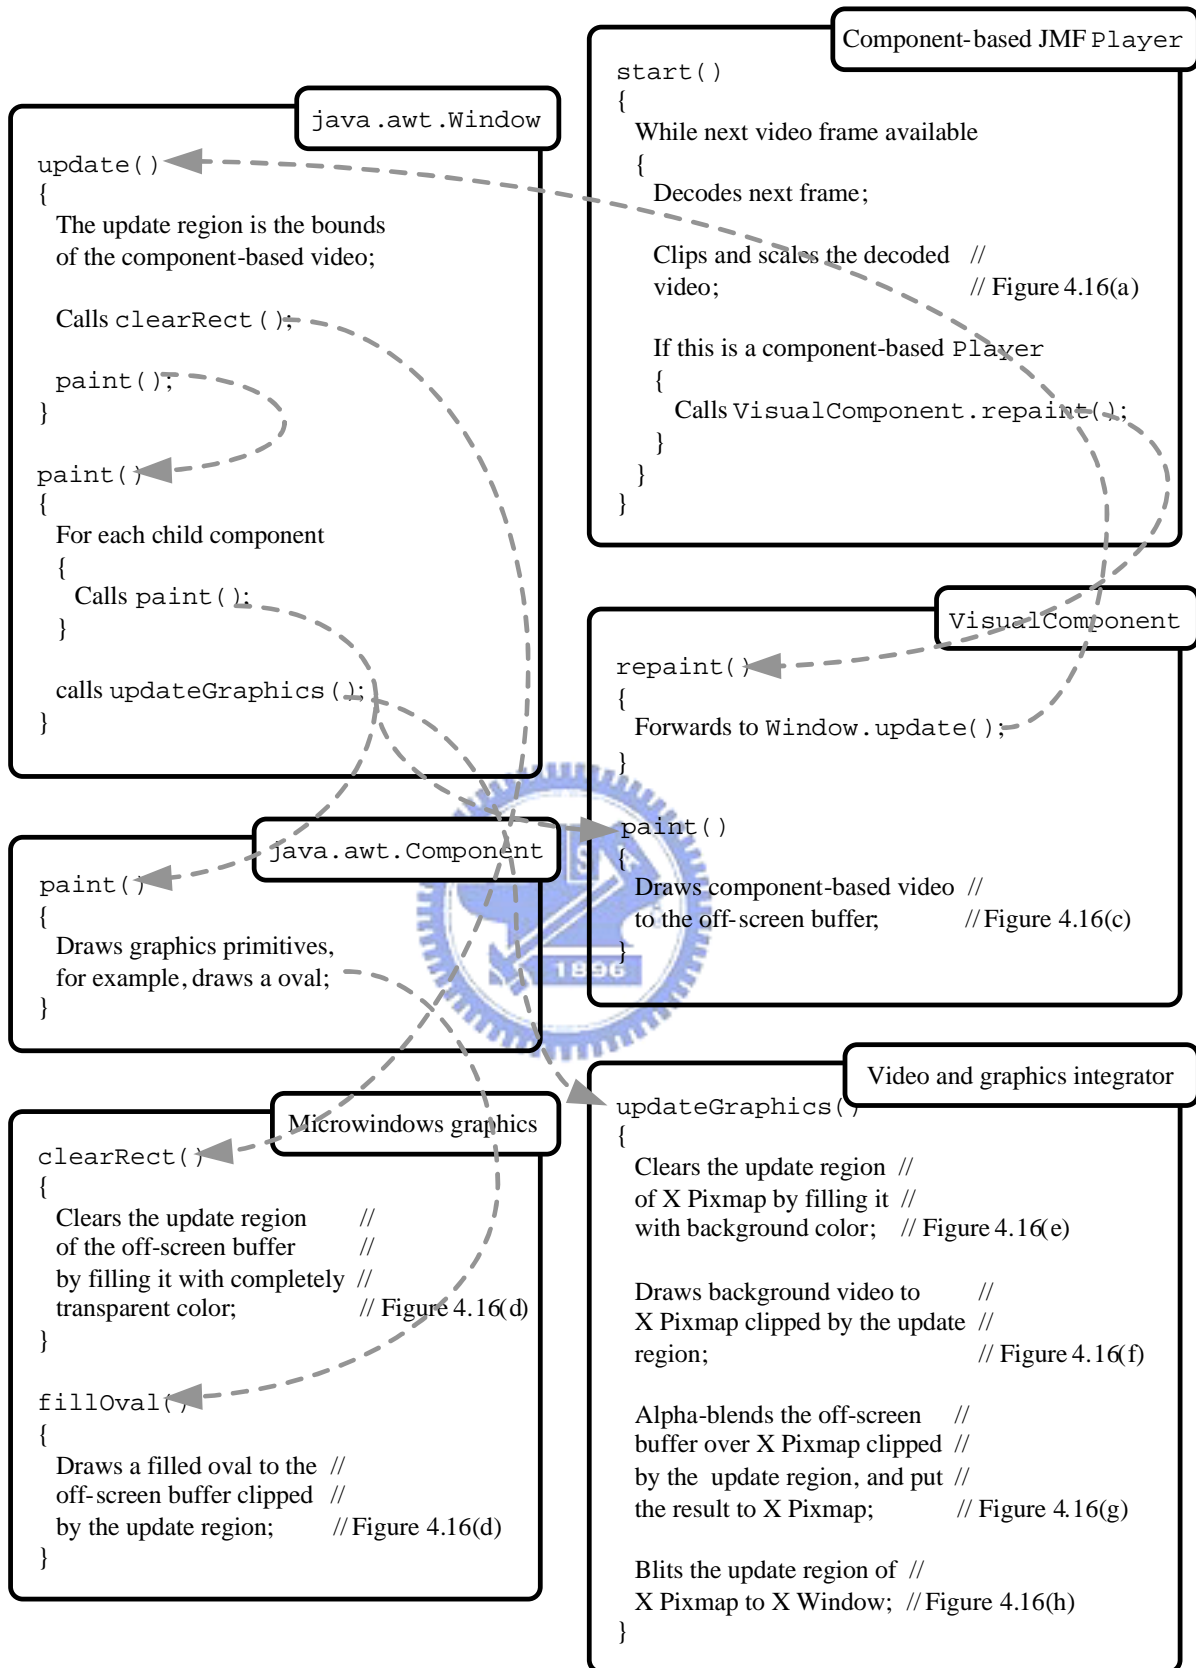 java.awt.Window
update()
{
The update region is the bounds
of the component-based video;
Calls clearRect();
paint();
}
paint()
{
For each child component
{
Calls paint();
}
calls updateGraphics();
}
java.awt.Component
paint()
{
Draws graphics primitives,
for example, draws a oval;
}
Microwindows graphics
clearRect()
{
Clears the update region //
of the off-screen buffer //
by filling it with completely //
transparent color; // Figure 4.16(d)
}
fillOval()
{
Draws a filled oval to the //
off-screen buffer clipped //
by the update region; // Figure 4.16(d)
}
Component-based JMF Player
start()
{
While next video frame available
{
Decodes next frame;
Clips and scales the decoded //
video; // Figure 4.16(a)
If this is a component-based Player
{
Calls VisualComponent.repaint();
}
}
}
VisualComponent
repaint()
{
Forwards to Window.update();
}
paint()
{
Draws component-based video //
to the off-screen buffer; // Figure 4.16(c)
}
1896
Video and graphics integrator
updateGraphics()
{
Clears the update region //
of X Pixmap by filling it //
with background color; // Figure 4.16(e)
Draws background video to //
X Pixmap clipped by the update //
region; // Figure 4.16(f)
Alpha-blends the off-screen //
buffer over X Pixmap clipped //
by the update region, and put //
the result to X Pixmap; // Figure 4.16(g)
Blits the update region of //
X Pixmap to X Window; // Figure 4.16(h)
}